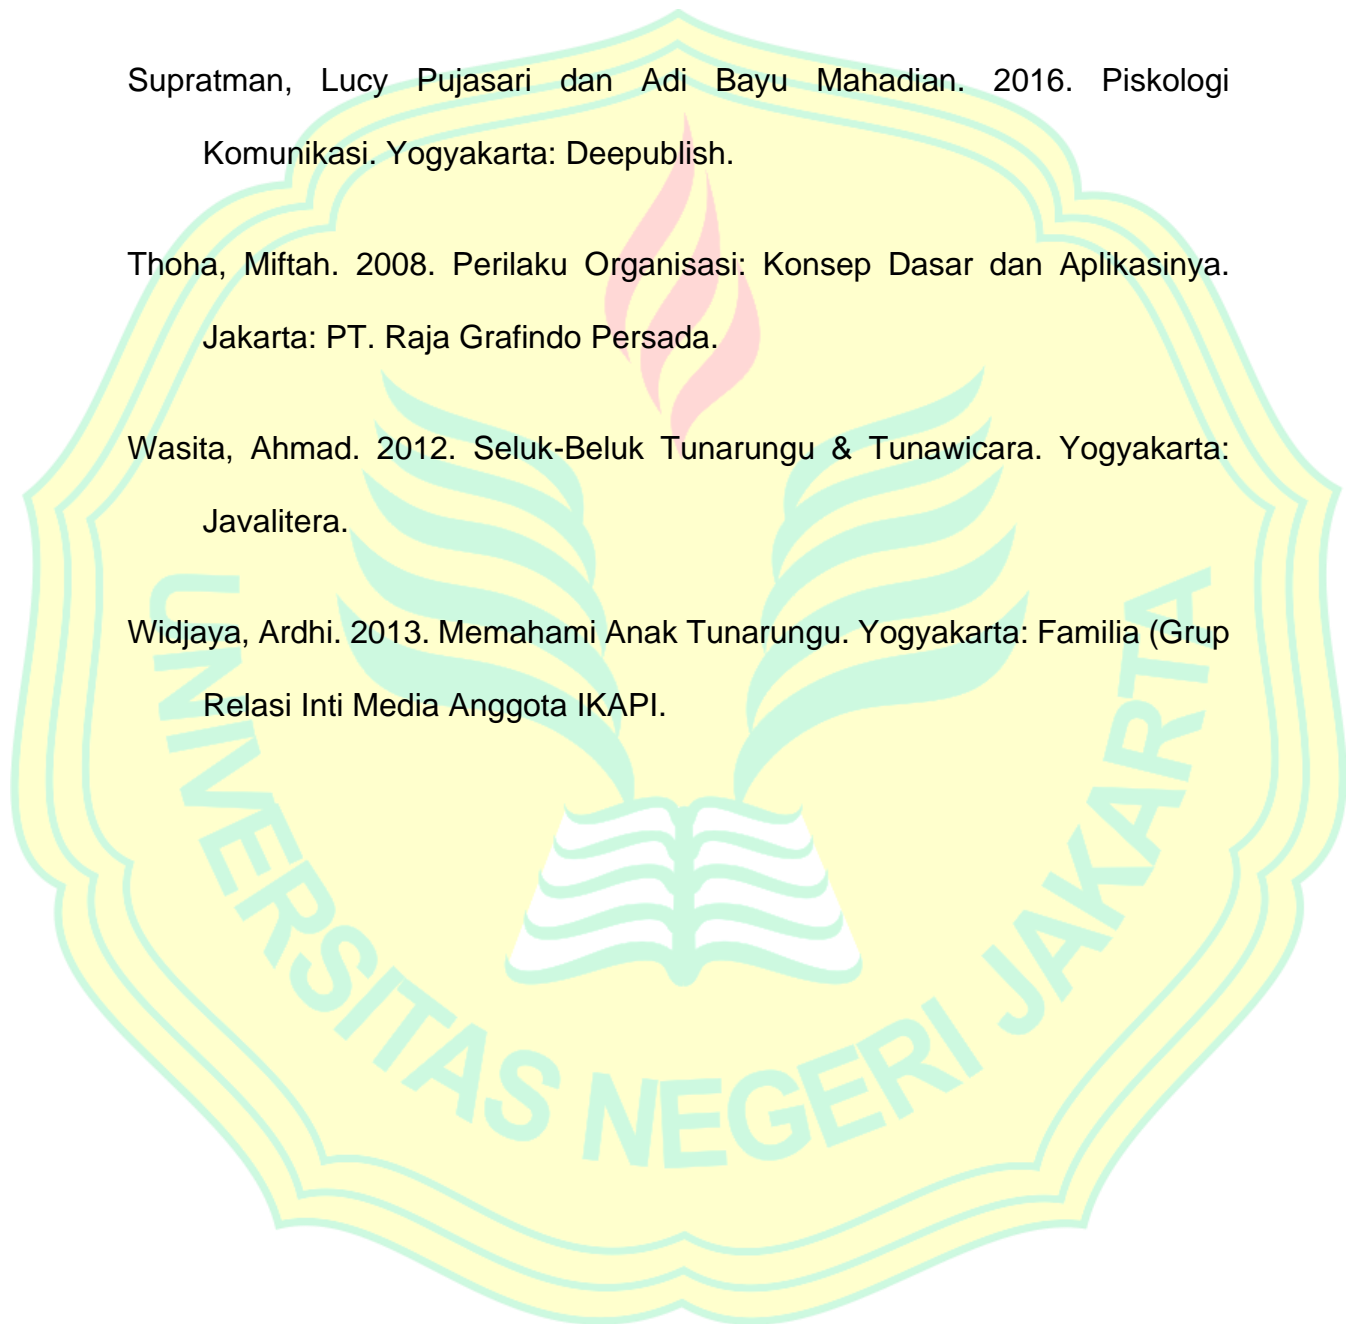 Supratman, Lucy Pujasari dan Adi Bayu Mahadian. 2016. Piskologi
Komunikasi. Yogyakarta: Deepublish.
Thoha, Miftah. 2008. Perilaku Organisasi: Konsep Dasar dan Aplikasinya.
Jakarta: PT. Raja Grafindo Persada.
Wasita, Ahmad. 2012. Seluk-Beluk Tunarungu & Tunawicara. Yogyakarta:
Javalitera.
Widjaya, Ardhi. 2013. Memahami Anak Tunarungu. Yogyakarta: Familia (Grup
Relasi Inti Media Anggota IKAPI.
UNIVERSITAS NEGERI JAKARTA